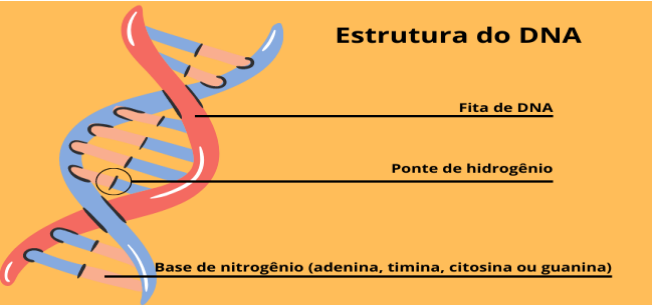 Estrutura do DNA
Fita de DNA
Ponte de hidrogênio
Base de nitrogênio (adenina, timina, citosina ou guanina)